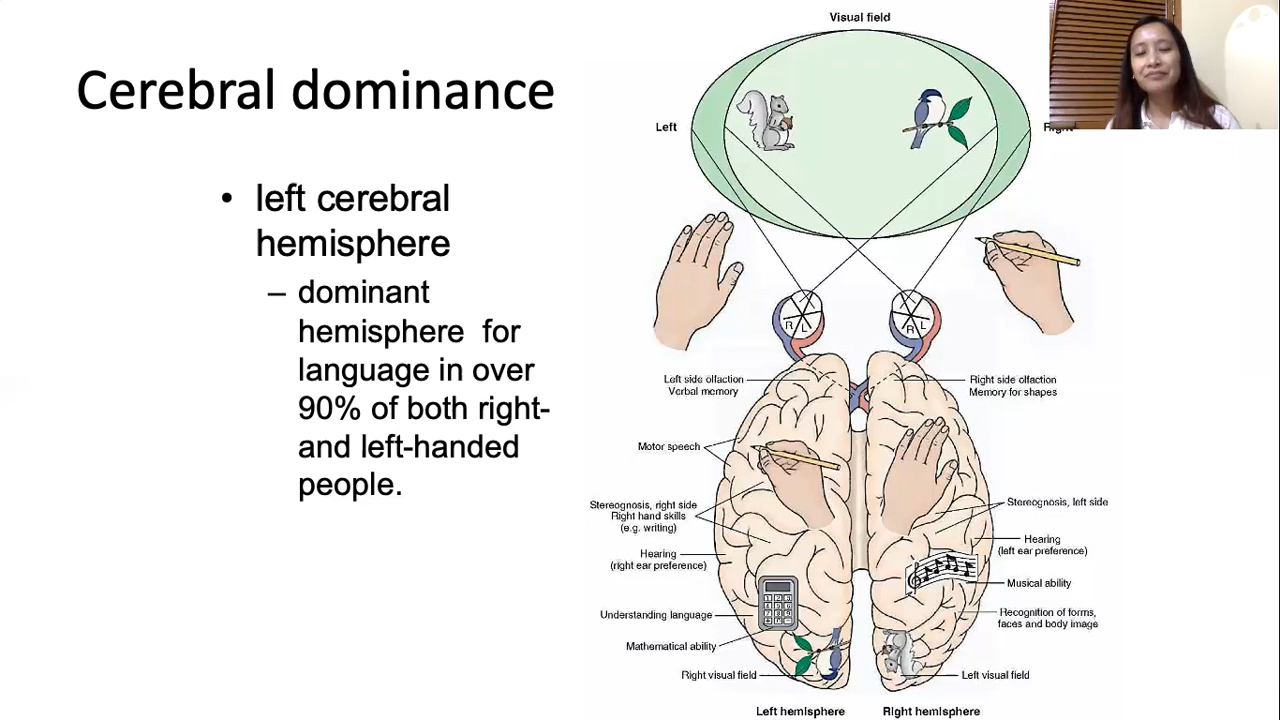 Cerebral dominance
• left cerebral
hemisphere
– dominant
hemisphere for
language in over
90% of both right-
and left-handed
people.
Visual field
Left
Right
R L
R L
Left side olfaction
Verbal memory
Right side olfaction
Memory for shapes
Motor speech
Stereognosis, right side
Right hand skills
(e.g. writing)
Stereognosis, left side
Hearing
(right ear preference)
Hearing
(left ear preference)
Musical ability
Understanding language
Recognition of forms,
faces and body image
Mathematical ability
Right visual field
Left visual field
Left hemisphere
Right hemisphere